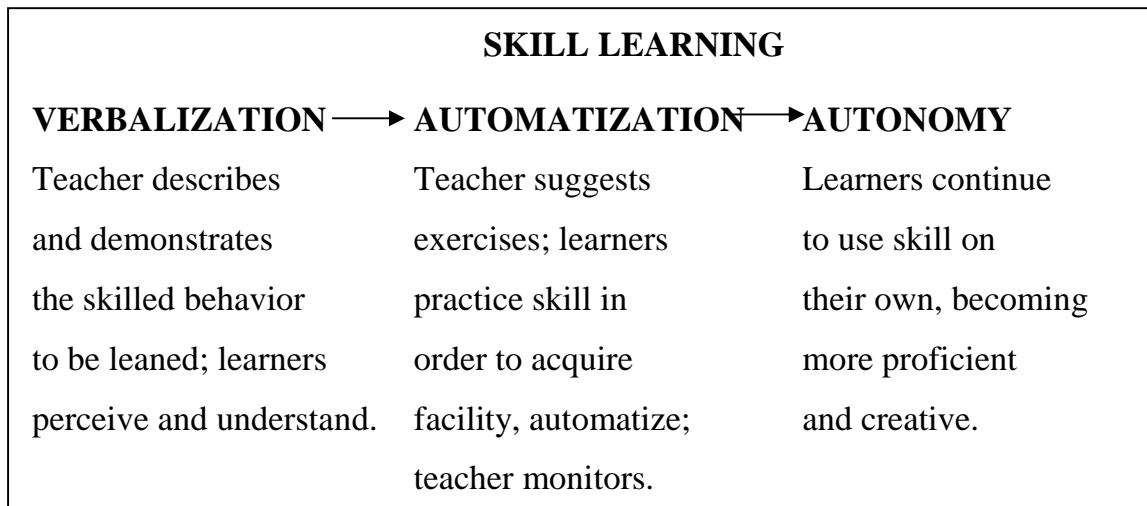 SKILL LEARNING
VERBALIZATION AUTOMATIZATION AUTONOMY
Teacher describes Teacher suggests Learners continue
and demonstrates exercises; learners to use skill on
the skilled behavior practice skill in their own, becoming
to be leaned; learners order to acquire more proficient
perceive and understand. facility, automatize; and creative.
teacher monitors.